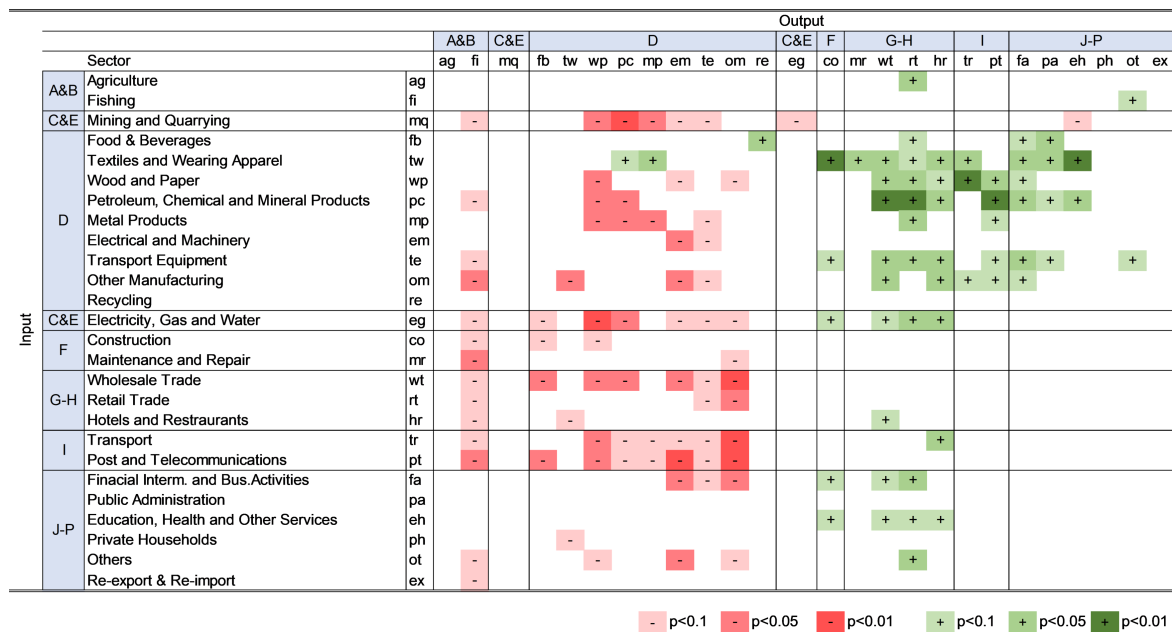 Output
A&B C&E D C&E F G-H I J-P
Sector ag fi mq fb tw wp pc mp em te om re eg co mr wt rt hr tr pt fa pa eh ph ot ex
Input
A&B
Agriculture ag +
Fishing fi +
C&E Mining and Quarrying mq - - - - - - - -
D
Food & Beverages fb + + + +
Textiles and Wearing Apparel tw + + + + + + + + + + +
Wood and Paper wp - - - + + + + + +
Petroleum, Chemical and Mineral Products pc - - - + + + + + + +
Metal Products mp - - - - + +
Electrical and Machinery em - -
Transport Equipment te - + + + + + + + +
Other Manufacturing om - - - - + + + + +
Recycling re
C&E Electricity, Gas and Water eg - - - - - - - + + + +
F
Construction co - - -
Maintenance and Repair mr - -
G-H
Wholesale Trade wt - - - - - - -
Retail Trade rt - - -
Hotels and Restraurants hr - - +
I
Transport tr - - - - - - - +
Post and Telecommunications pt - - - - - - - -
J-P
Finacial Interm. and Bus.Activities fa - - - + + +
Public Administration pa
Education, Health and Other Services eh + + + +
Private Households ph -
Others ot - - - - +
Re-export & Re-import ex -
- p<0.1 - p<0.05 - p<0.01 + p<0.1 + p<0.05 + p<0.01